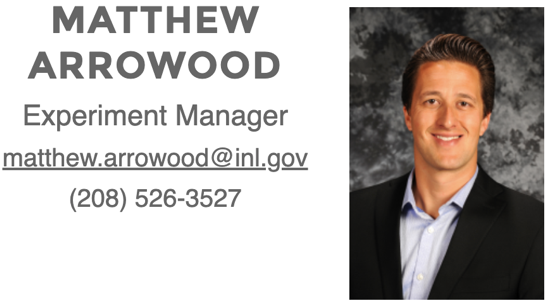 MATTHEW
ARROWOOD
Experiment Manager
matthew.arrowood@inl.gov
(208) 526-3527